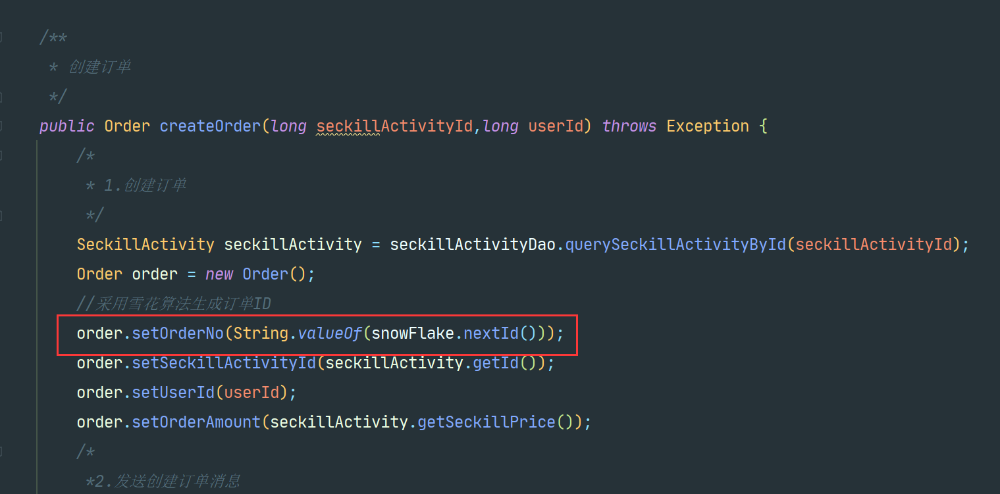 /**
* 创建订单
*/
public Order createOrder(long seckillActivityId,long userId) throws Exception {
/*
* 1.创建订单
*/
SeckillActivity seckillActivity = seckillActivityDao.querySeckillActivityById(seckillActivityId);
Order order = new Order();
//采用雪花算法生成订单ID
order.setOrderNo(String.valueOf(snowFlake.nextId()));
order.setSeckillActivityId(seckillActivity.getId());
order.setUserId(userId);
order.setOrderAmount(seckillActivity.getSeckillPrice());
/*
*2.发送创建订单消息